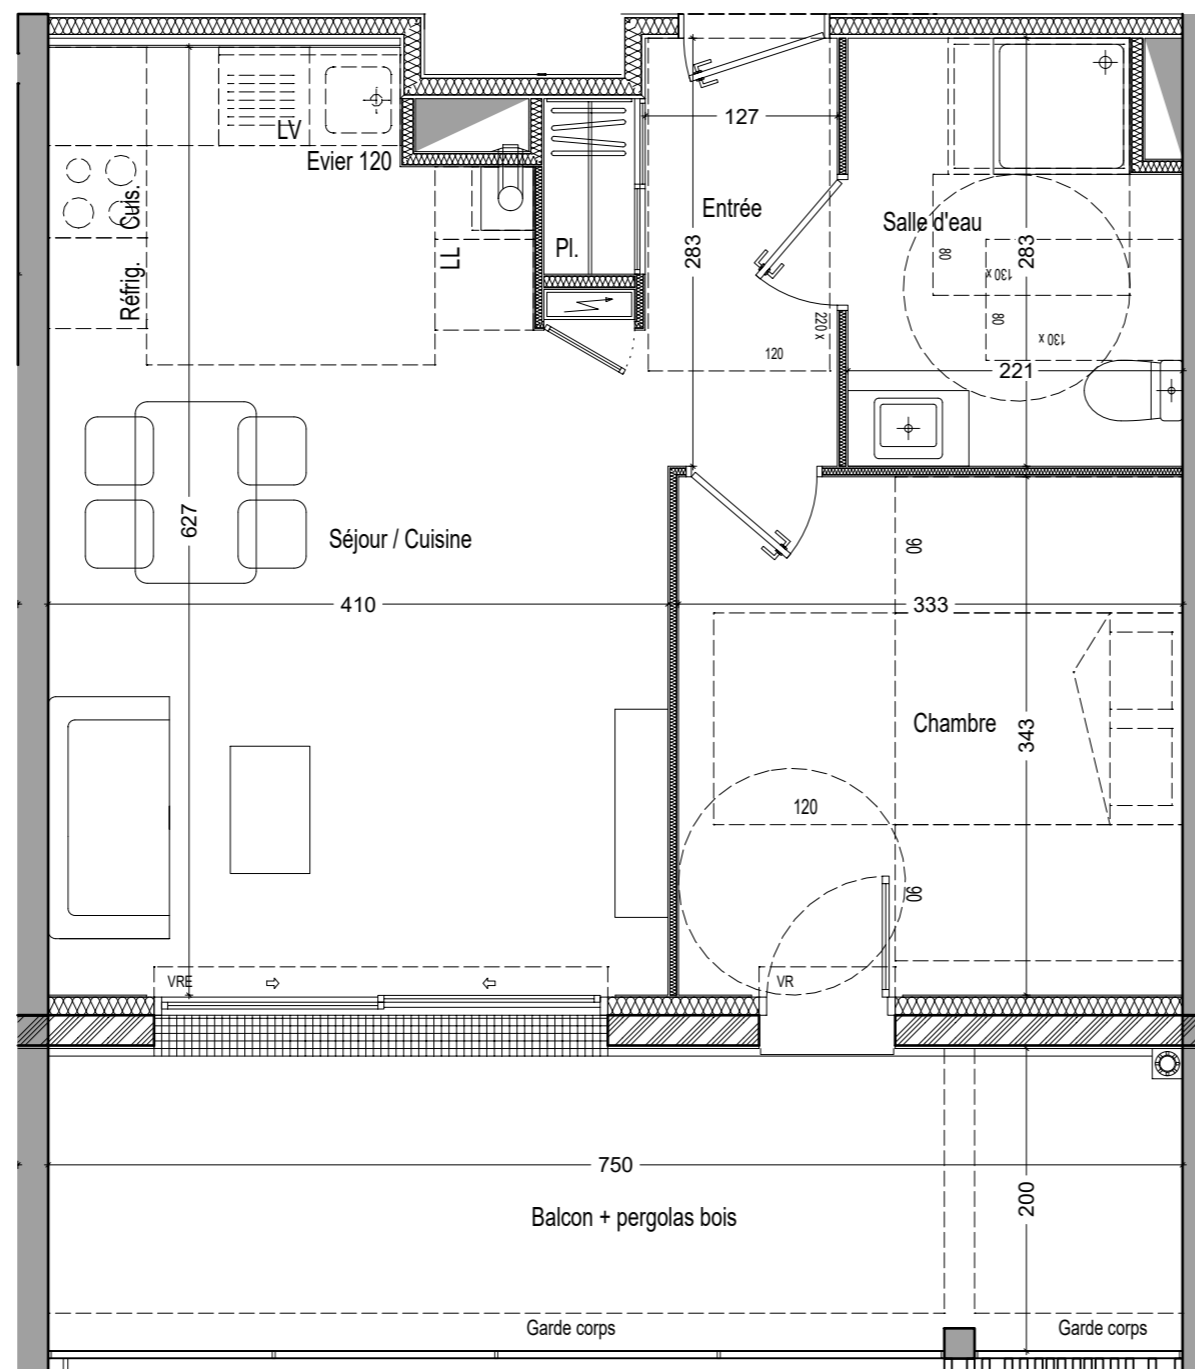 127
LV
Evier 120
Cuis.
Entrée
Salle d'eau
283
283
Pl.
LL
Réfrig.
80
130 x
80
130 x
220 x
120
221
627
Séjour / Cuisine
90
410
333
Chambre
343
120
90
VRE
VR
750
200
Balcon + pergolas bois
Garde corps
Garde corps